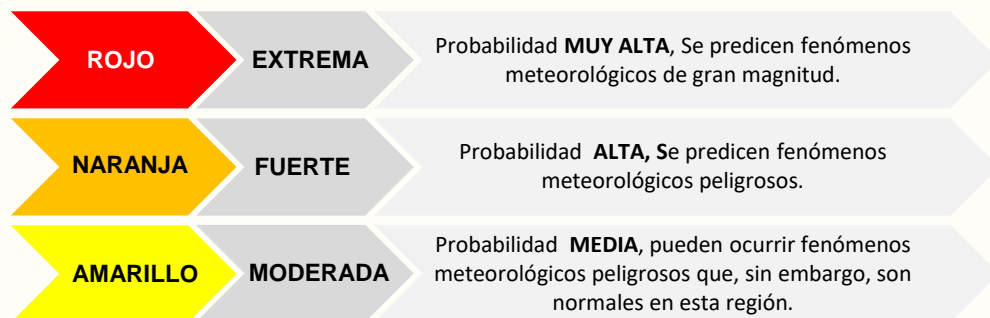 ROJO
EXTREMA
Probabilidad MUY ALTA, Se predicen fenómenos
meteorológicos de gran magnitud.
NARANJA
FUERTE
Probabilidad ALTA, Se predicen fenómenos
meteorológicos peligrosos.
AMARILLO
MODERADA
Probabilidad MEDIA, pueden ocurrir fenómenos
meteorológicos peligrosos que, sin embargo, son
normales en esta región.